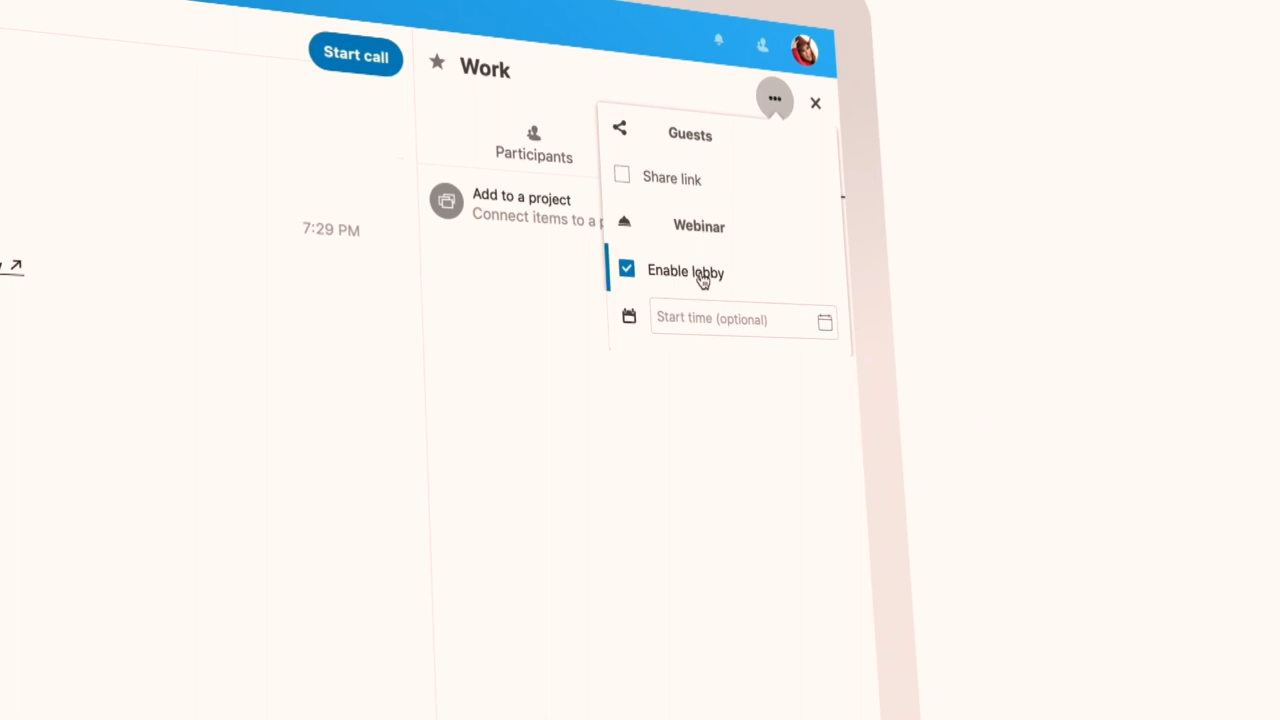 Start call
Work
Guests
Participants
Share link
Add to a project
Connect items to a
Webinar
7:29 PM
Enable lobby
Start time (optional)